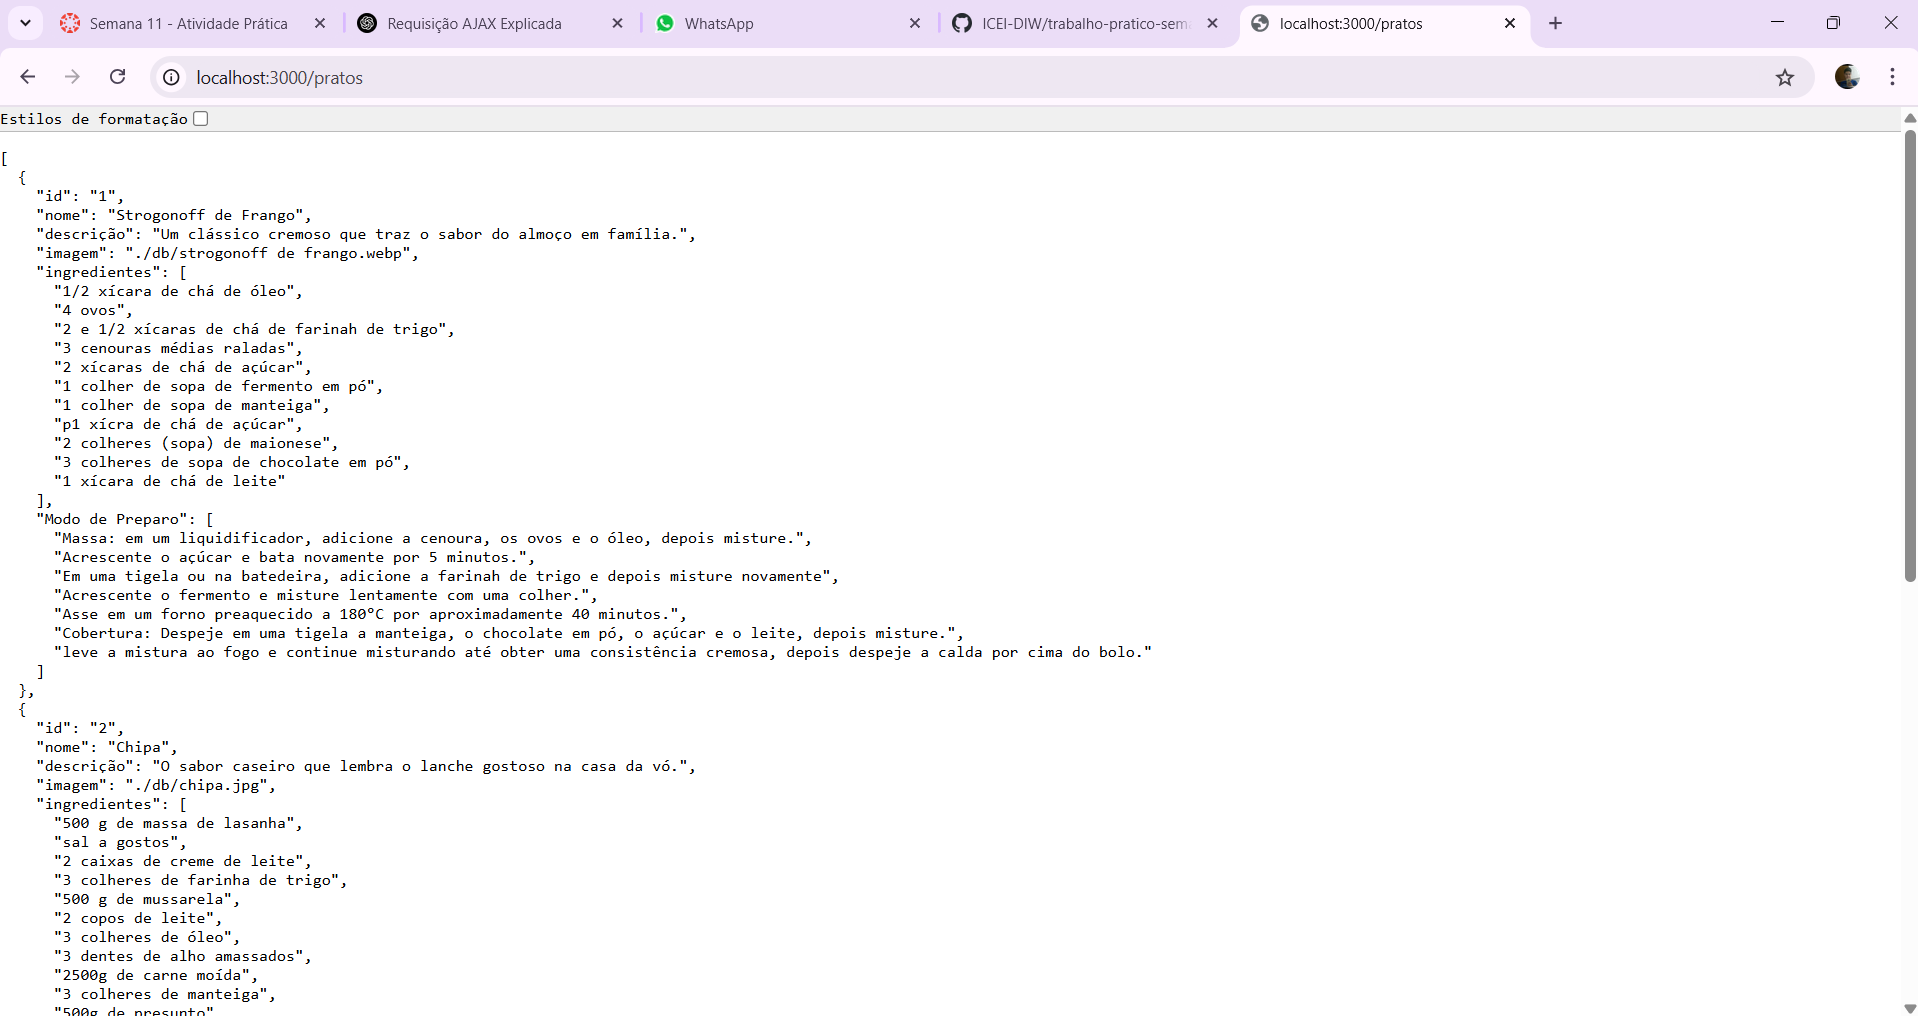 Semana 11 - Atividade Prática
Requisição AJAX Explicada
WhatsApp
ICEI-DIW/trabalho-pratico-sem
localhost:3000/pratos
localhost:3000/pratos
Estilos de formatação
[
  {
    "id": "1",
    "nome": "Strogonoff de Frango",
    "descrição": "Um clássico cremoso que traz o sabor do almoço em família.",
    "imagem": "./db/strogonoff de frango.webp",
    "ingredientes": [
      "1/2 xícara de chá de óleo",
      "4 ovos",
      "2 e 1/2 xícaras de chá de farinah de trigo",
      "3 cenouras médias raladas",
      "2 xícaras de chá de açúcar",
      "1 colher de sopa de fermento em pó",
      "1 colher de sopa de manteiga",
      "p1 xícra de chá de açúcar",
      "2 colheres (sopa) de maionese",
      "3 colheres de sopa de chocolate em pó",
      "1 xícara de chá de leite"
    ],
    "Modo de Preparo": [
      "Massa: em um liquidificador, adicione a cenoura, os ovos e o óleo, depois misture.",
      "Acrescente o açúcar e bata novamente por 5 minutos.",
      "Em uma tigela ou na batedeira, adicione a farinah de trigo e depois misture novamente",
      "Acrescente o fermento e misture lentamente com uma colher.",
      "Asse em um forno preaquecido a 180°C por aproximadamente 40 minutos.",
      "Cobertura: Despeje em uma tigela a manteiga, o chocolate em pó, o açúcar e o leite, depois misture.",
      "leve a mistura ao fogo e continue misturando até obter uma consistência cremosa, depois despeje a calda por cima do bolo."
    ]
  },
  {
    "id": "2",
    "nome": "Chipa",
    "descrição": "O sabor caseiro que lembra o lanche gostoso na casa da vó.",
    "imagem": "./db/chipa.jpg",
    "ingredientes": [
      "500 g de massa de lasanha",
      "sal a gostos",
      "2 caixas de creme de leite",
      "3 colheres de farinha de trigo",
      "500 g de mussarela",
      "2 copos de leite",
      "3 colheres de óleo",
      "3 dentes de alho amassados",
      "2500g de carne moída",
      "3 colheres de manteiga",
      "500g de presunto"